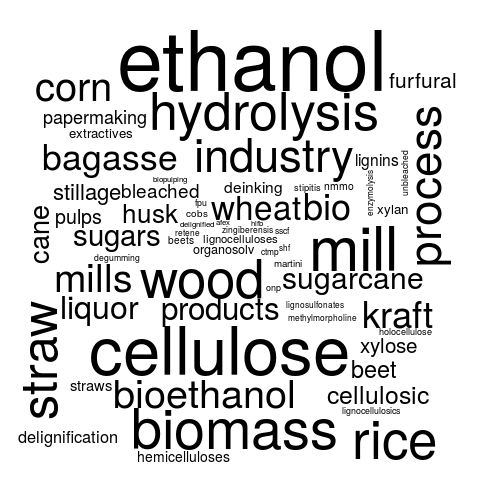 ethanol
furfural
corn
hydrolysis
papermaking
extractives
process
bagasse
industry
lignins
unbleached
enzymolysis
biopulping
stillage
bleached
deinking
stipitis
nmmo
cane
pulps
husk
cobs
fpu
wheat
bio
xylan
delignified
afex
hlfb
sugars
retene
beets
zingiberensis
sscf
lignocelluloses
organosolv
ctmp
shf
mill
degumming
martini
mills
wood
onp
sugarcane
liquor
products
lignosulfonates
methylmorpholine
kraft
holocellulose
straw
cellulose
xylose
beet
straws
bioethanol
cellulosic
lignocellulosics
delignification
biomass
rice
hemicelluloses